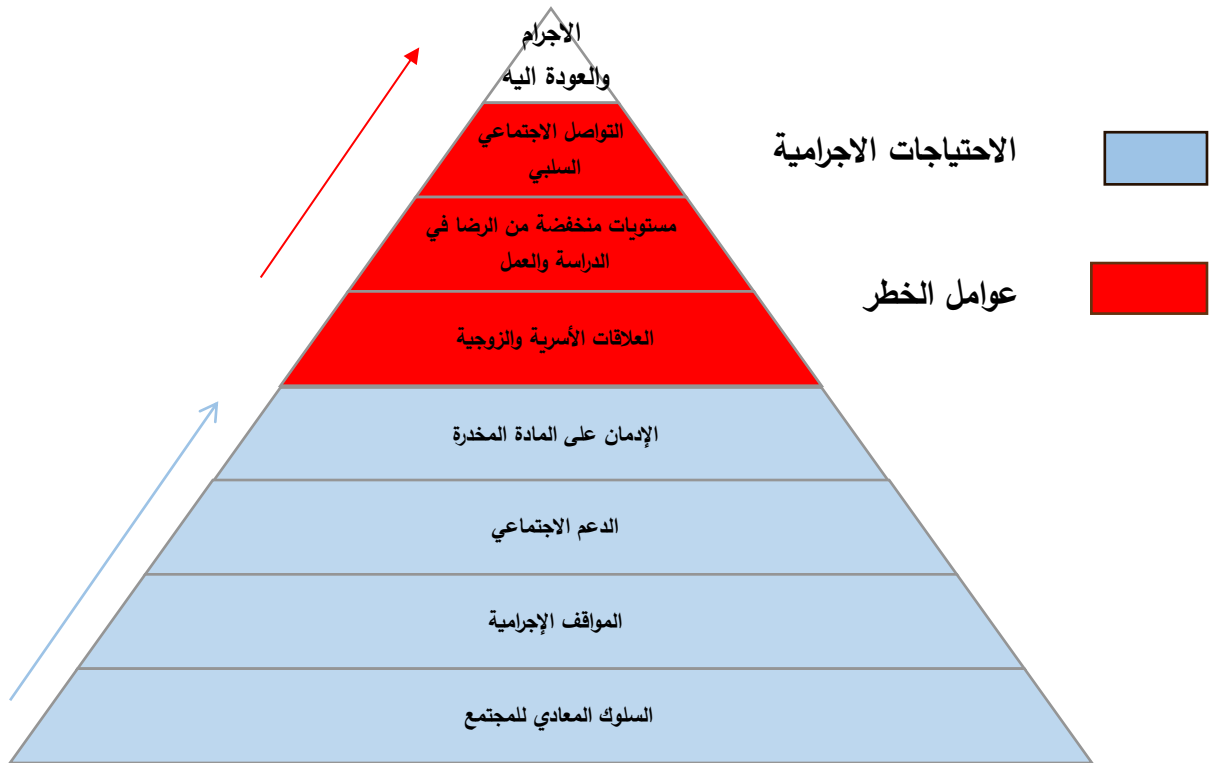 الاجرام
والعودة اليه
التواصل الاجتماعي
السلبي
مستويات منخفضة من الرضا في
الدراسة والعمل
العلاقات الأسرية والزوجية
الإدمان على المادة المخدرة
الدعم الاجتماعي
المواقف الإجرامية
السلوك المعادي للمجتمع
الاحتياجات الاجرامية
عوامل الخطر